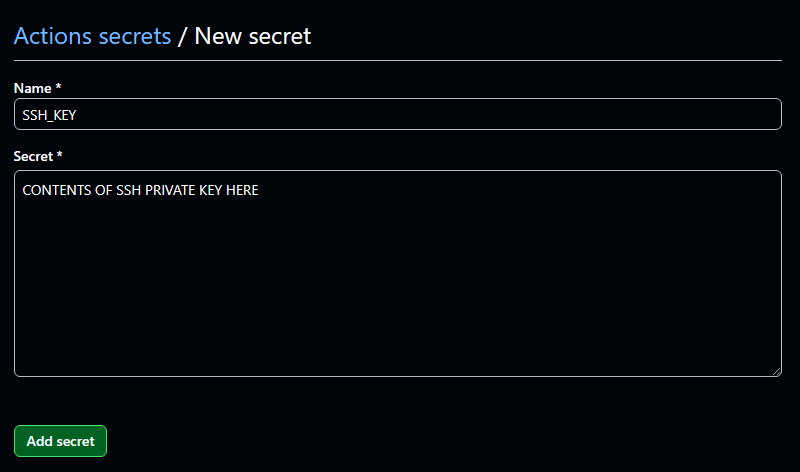 Actions secrets / New secret
Name *
SSH_KEY
Secret *
CONTENTS OF SSH PRIVATE KEY HERE
Add secret